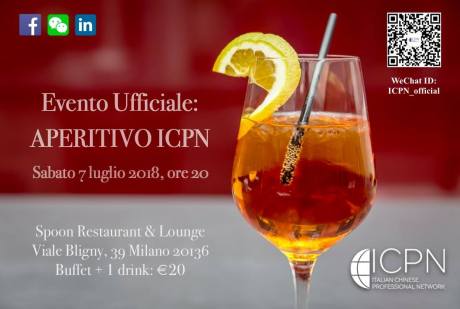 f
in
WeChat ID:
ICPN_official
Evento Ufficiale:
APERITIVO ICPN
Sabato 7 luglio 2018, ore 20
Spoon Restaurant & Lounge
Viale Bligny, 39 Milano 20136
Buffet + 1 drink: €20
ICPN
ITALIAN CHINESE
PROFESSIONAL NETWORK